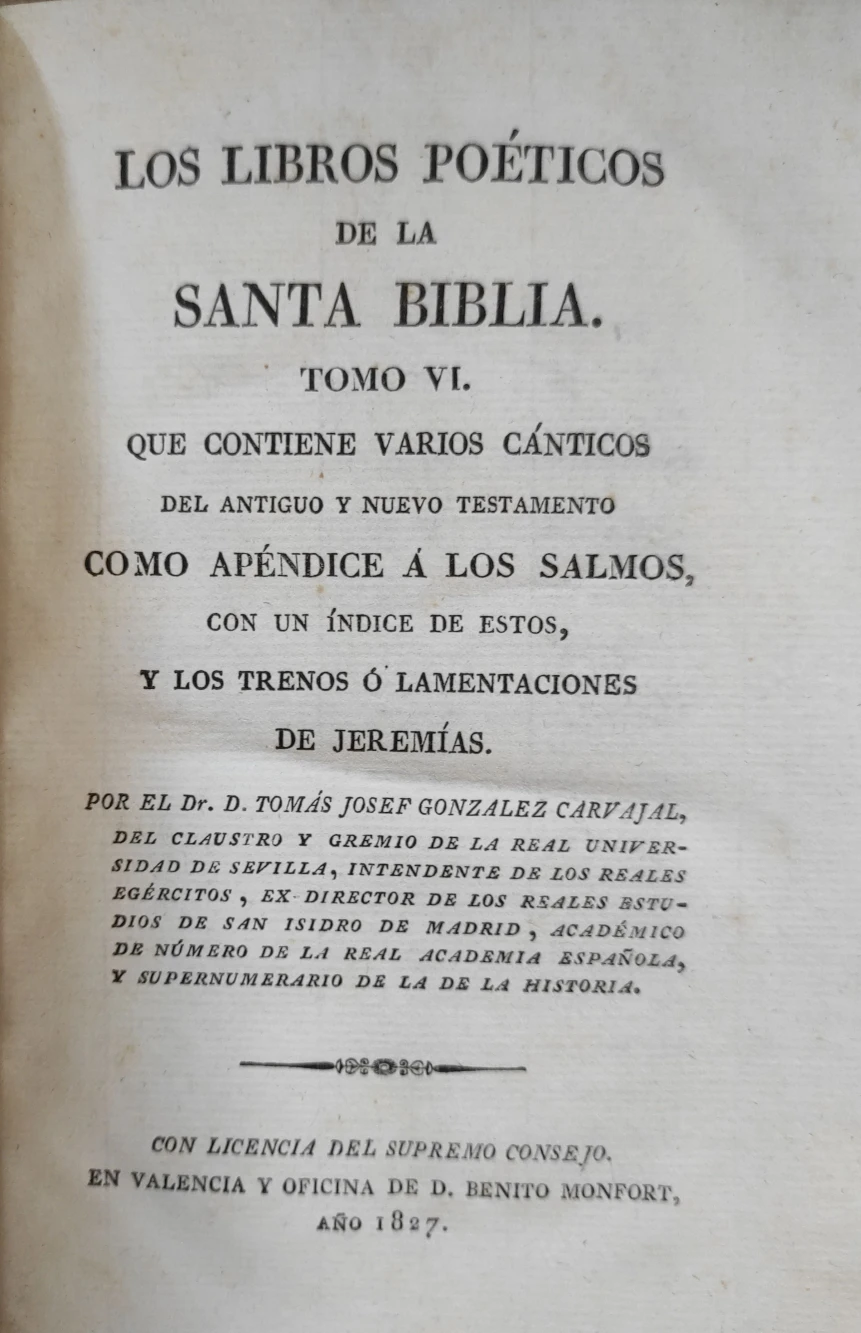 LOS LIBROS POÉTICOS
DE LA
SANTA BIBLIA.
TOMO VI.
QUE CONTIENE VARIOS CÁNTICOS
DEL ANTIGUO Y NUEVO TESTAMENTO
COMO APÉNDICE Á LOS SALMOS,
CON UN ÍNDICE DE ESTOS,
Y LOS TRENOS Ó LAMENTACIONES
DE JEREMÍAS.
POR EL Dr. D. TOMÁS JOSEF GONZALEZ CARVAJAL,
DEL CLAUSTRO Y GREMIO DE LA REAL UNIVER-
SIDAD DE SEVILLA, INTENDENTE DE LOS REALES
EGÉRCITOS, EX-DIRECTOR DE LOS REALES ESTU-
DIOS DE SAN ISIDRO DE MADRID, ACADÉMICO
DE NÚMERO DE LA REAL ACADEMIA ESPAÑOLA,
Y SUPERNUMERARIO DE LA DE LA HISTORIA.
CON LICENCIA DEL SUPREMO CONSEJO.
EN VALENCIA Y OFICINA DE D. BENITO MONFORT,
AÑO 1827.